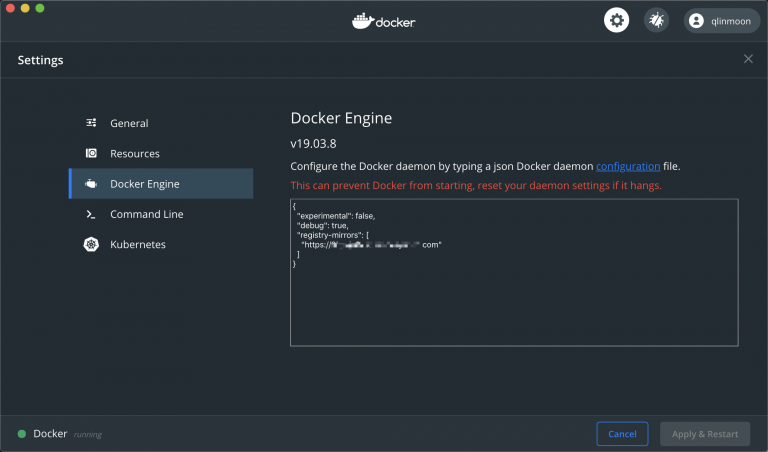 docker
qlinmoon
Settings
General
Resources
Docker Engine
Command Line
Kubernetes
Docker Engine
v19.03.8
Configure the Docker daemon by typing a json Docker daemon configuration file.
This can prevent Docker from starting, reset your daemon settings if it hangs.
{
"experimental": false,
"debug": true,
"registry-mirrors": [
"https:// com"
]
}
Docker running
Cancel
Apply & Restart